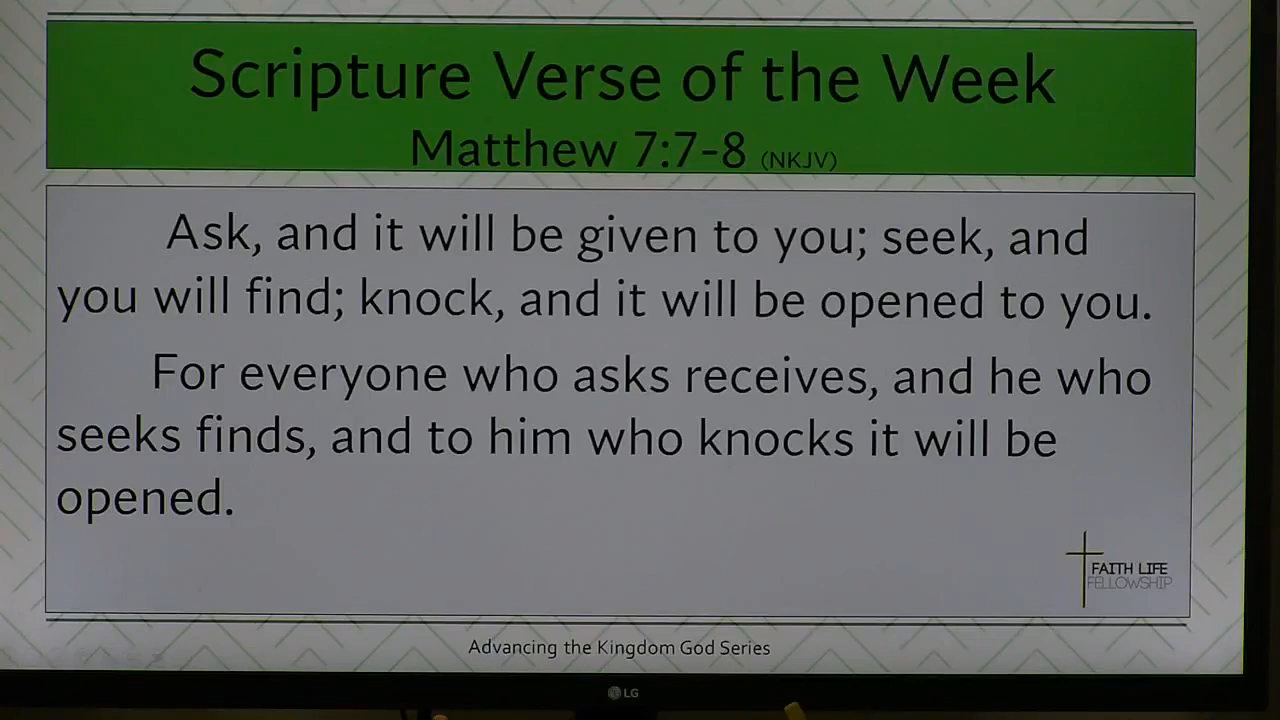 Scripture Verse of the Week
Matthew 7:7-8 (NKJV)
Ask, and it will be given to you; seek, and
you will find; knock, and it will be opened to you.
For everyone who asks receives, and he who
seeks finds, and to him who knocks it will be
opened.
FAITH LIFE
FELLOWSHIP
Advancing the Kingdom God Series
LG